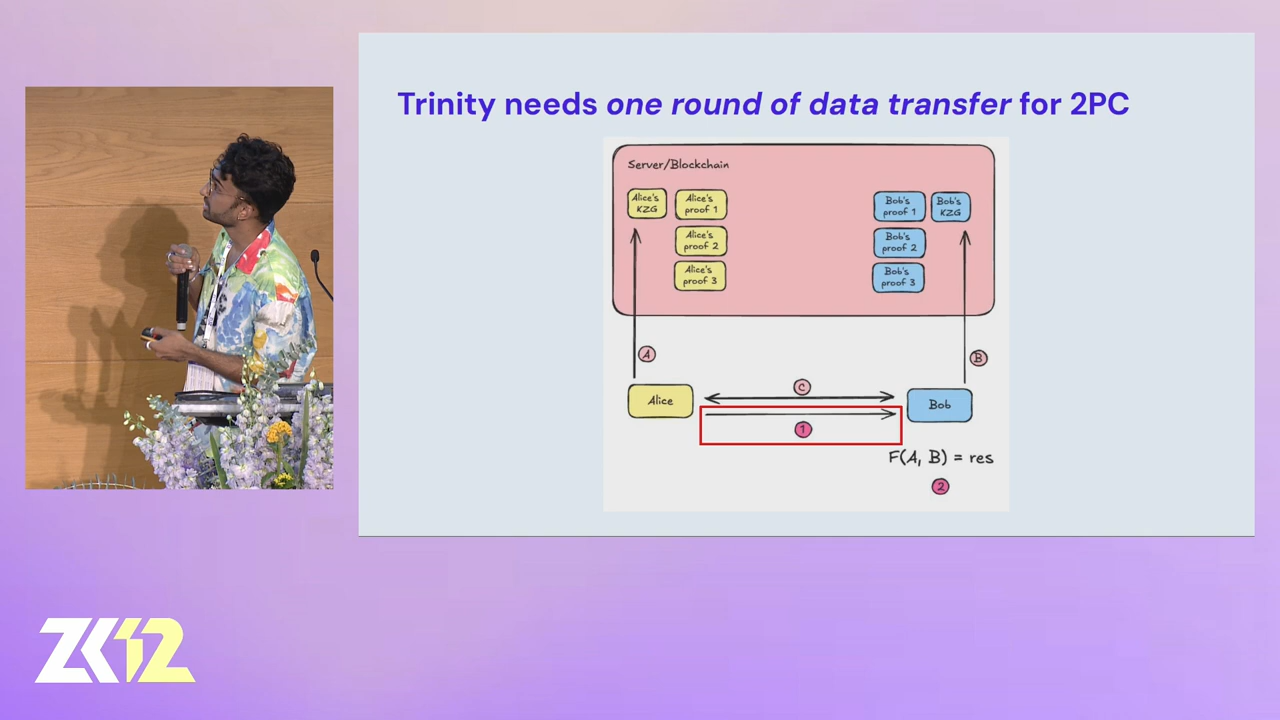 Trinity needs one round of data transfer for 2PC
Server/Blockchain
Alice's KZG
Alice's proof 1
Alice's proof 2
Alice's proof 3
Bob's proof 1
Bob's KZG
Bob's proof 2
Bob's proof 3
A
B
C
Alice
Bob
1
F(A, B) = res
2
ZK12